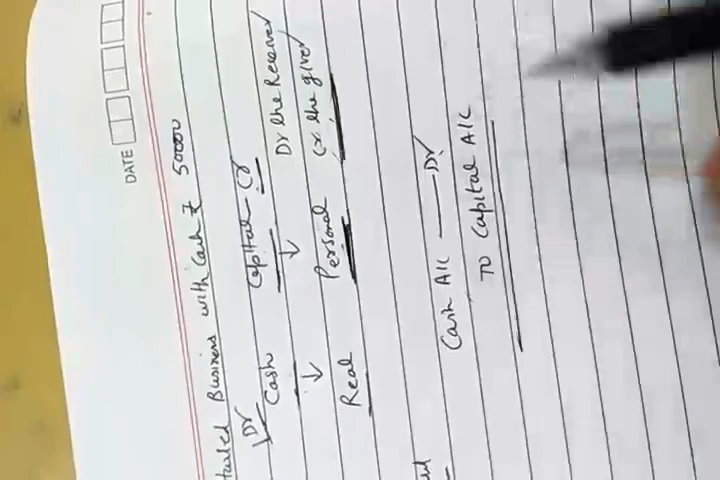 DATE
Business with Cash ₹ 50000
Dr Cash Capital - Cr
Dr the Receiver
Real Personal Cr the giver
Cash A/C —— Dr
To Capital A/C